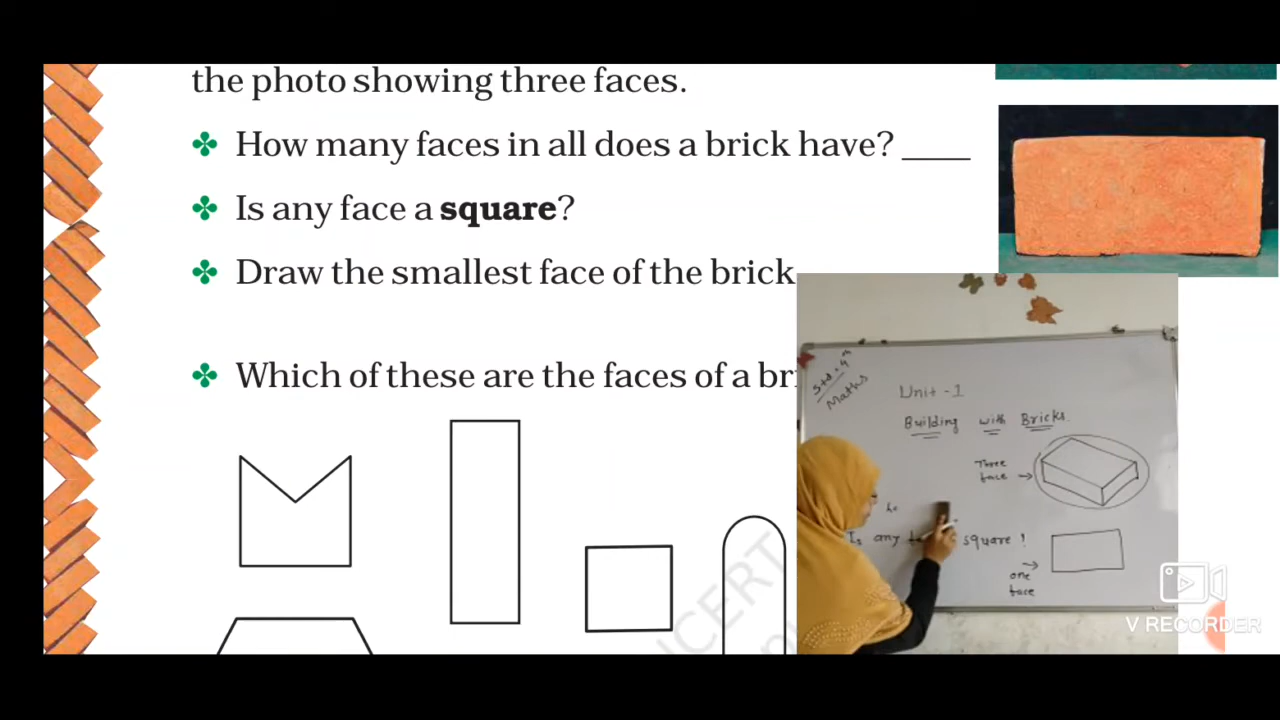 the photo showing three faces.
How many faces in all does a brick have? ____
Is any face a square?
Draw the smallest face of the brick
Which of these are the faces of a bri
Std - 4th
Maths
Unit - 1
Building with Bricks
Three
face
Is any square ?
one
face
V RECORDER